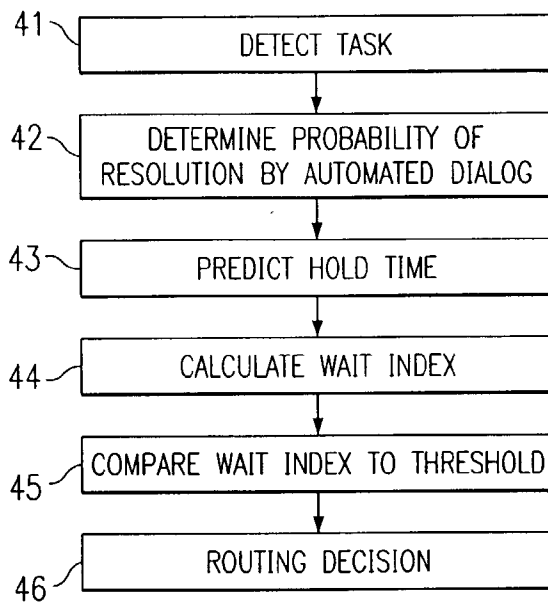 41
DETECT TASK
42
DETERMINE PROBABILITY OF
RESOLUTION BY AUTOMATED DIALOG
43
PREDICT HOLD TIME
44
CALCULATE WAIT INDEX
45
COMPARE WAIT INDEX TO THRESHOLD
46
ROUTING DECISION